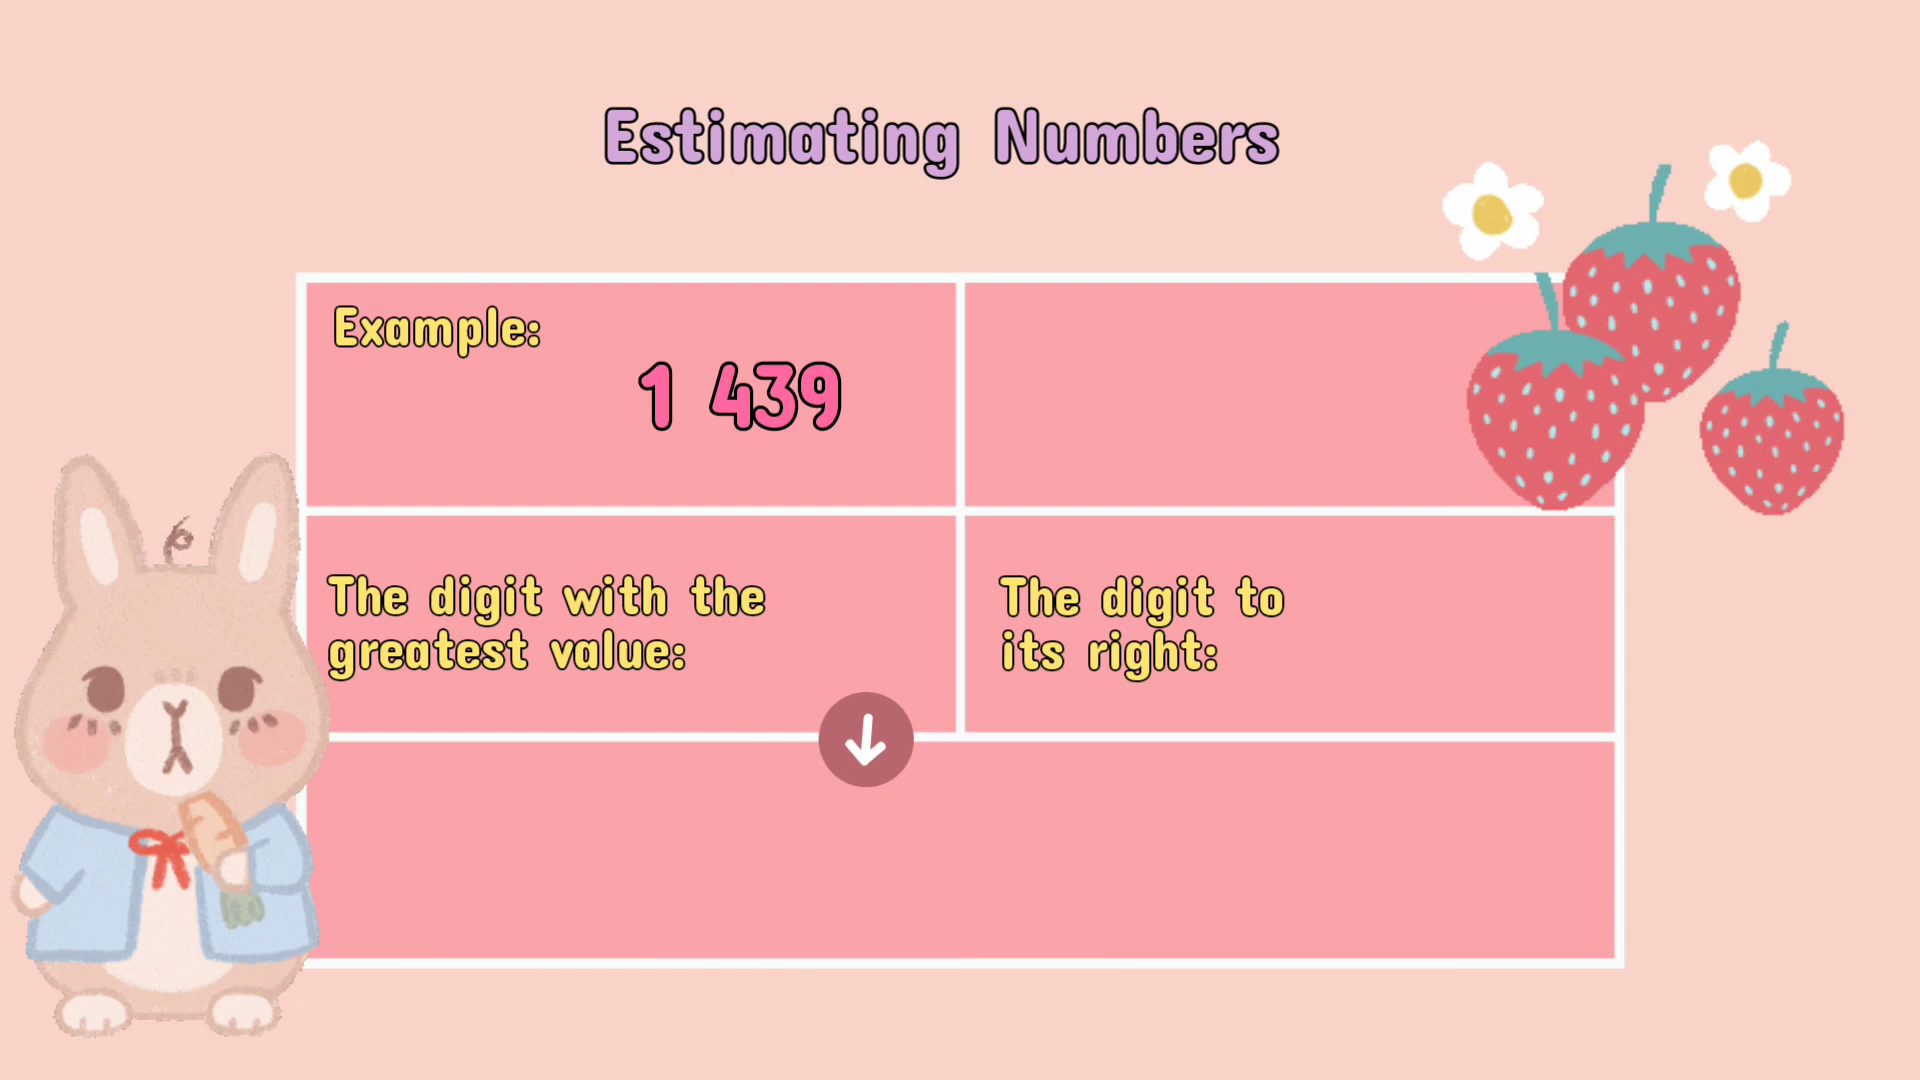 Estimating Numbers
Example:
1 439
The digit with the
greatest value:
The digit to
its right: